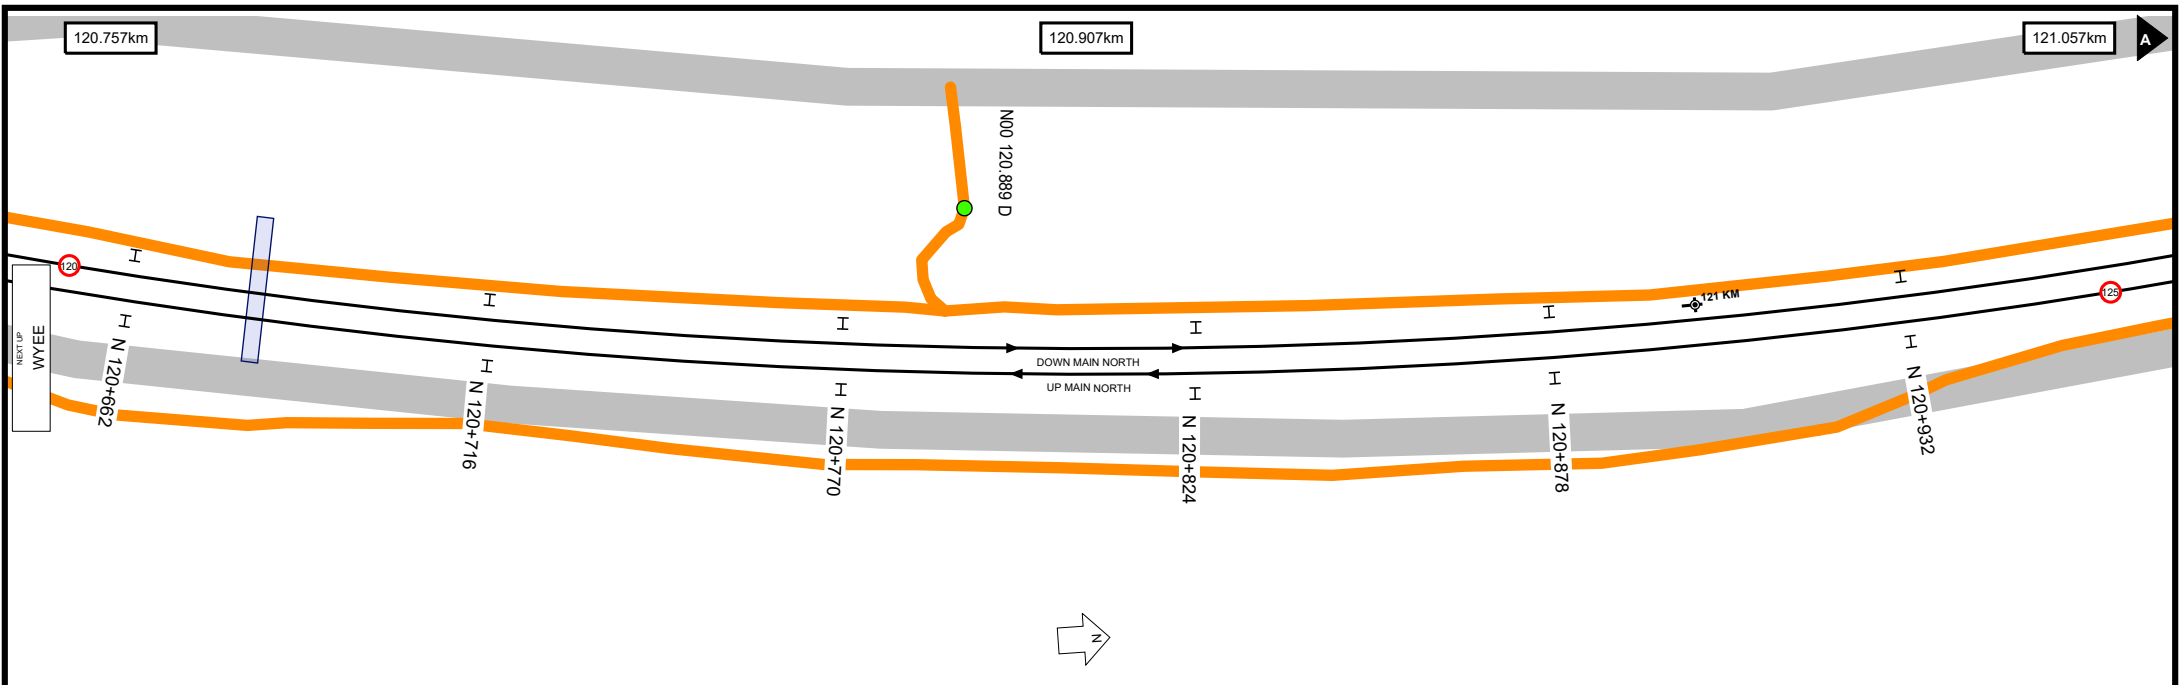 120.757km
120.907km
121.057km
A
N00 120.889 D
120
121 KM
125
NEXT UP
WYEE
DOWN MAIN NORTH
UP MAIN NORTH
N 120+662
N 120+716
N 120+770
N 120+824
N 120+878
N 120+932
N